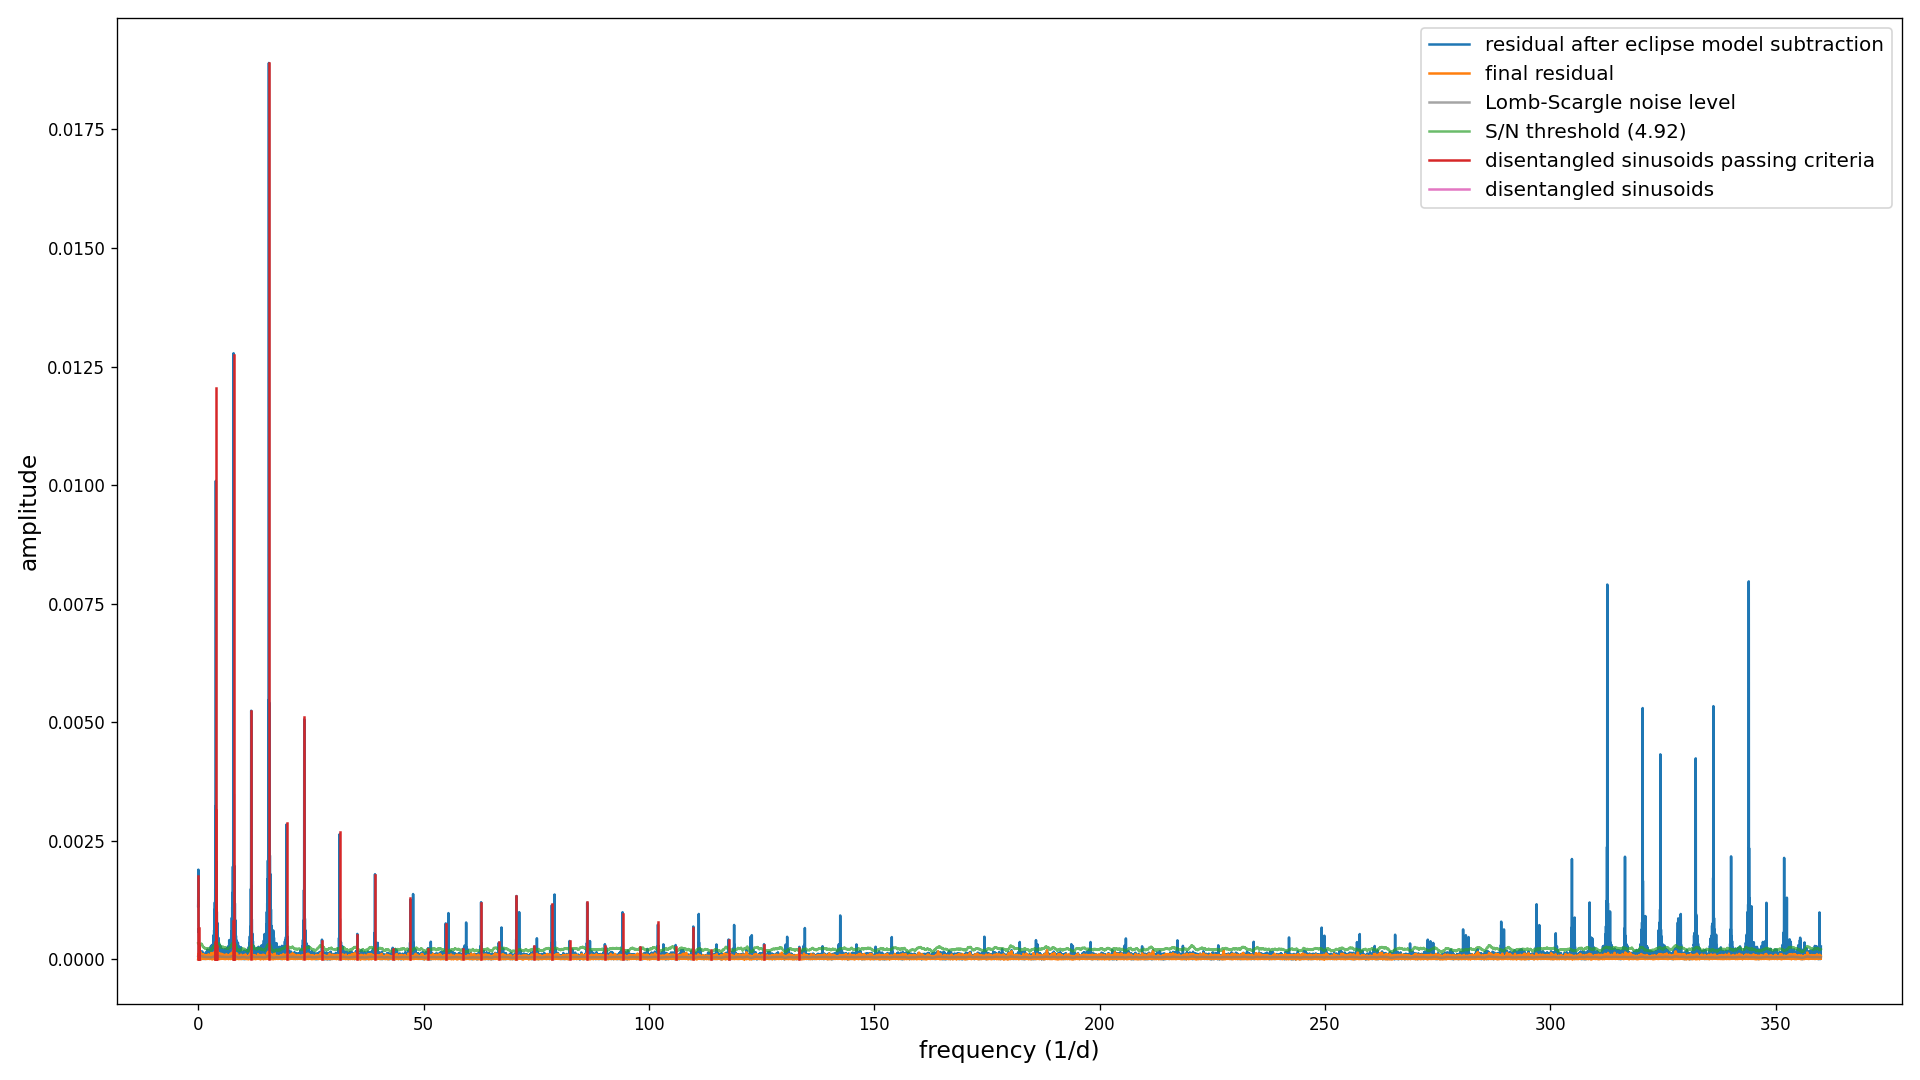 residual after eclipse model subtraction
final residual
Lomb-Scargle noise level
S/N threshold (4.92)
disentangled sinusoids passing criteria
disentangled sinusoids
amplitude
0.0175
0.0150
0.0125
0.0100
0.0075
0.0050
0.0025
0.0000
0 50 100 150 200 250 300 350
frequency (1/d)